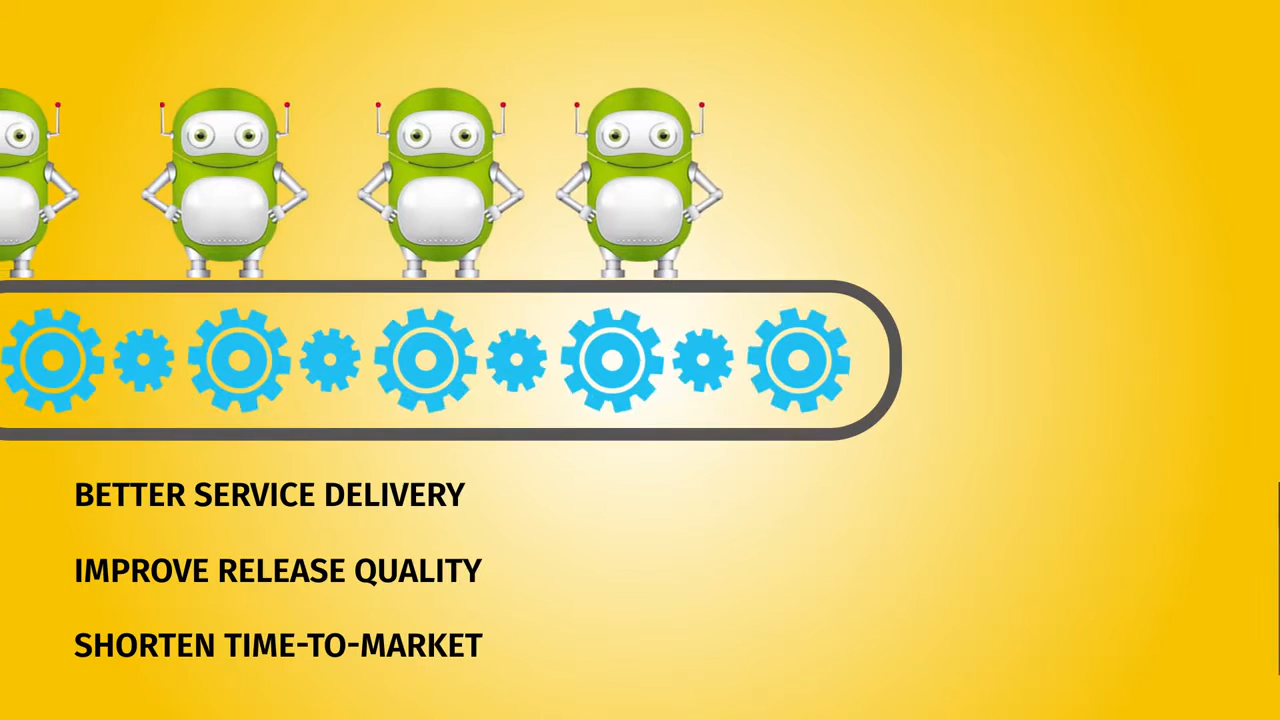 BETTER SERVICE DELIVERY
IMPROVE RELEASE QUALITY
SHORTEN TIME-TO-MARKET